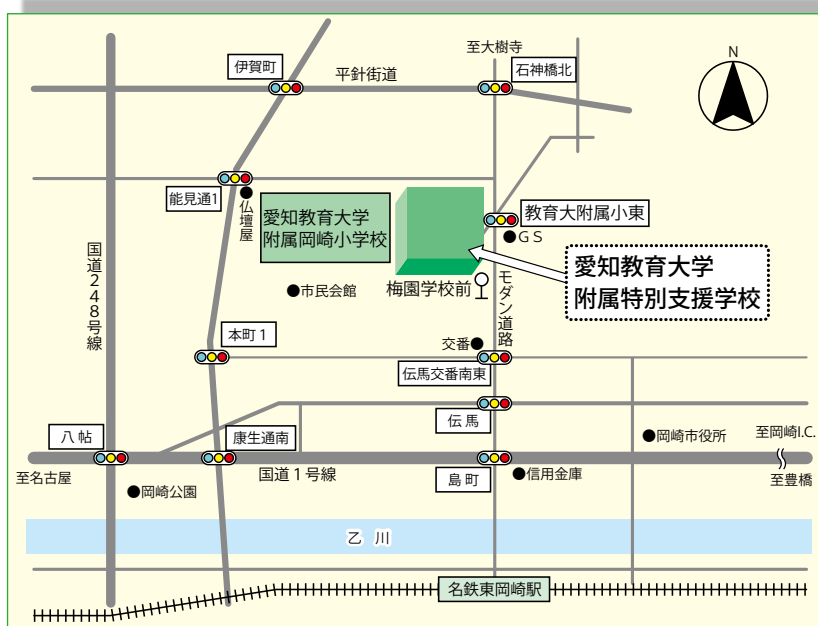 至大樹寺
伊賀町
平針街道
石神橋北
N
能見通1
仏壇屋
愛知教育大学
附属岡崎小学校
教育大附属小東
GS
愛知教育大学
附属特別支援学校
国道248号線
市民会館
梅園学校前
モダン道路
本町1
交番
伝馬交番南東
伝馬
八帖
康生通南
岡崎市役所
至岡崎I.C.
至名古屋
国道1号線
島町
信用金庫
至豊橋
岡崎公園
乙川
名鉄東岡崎駅